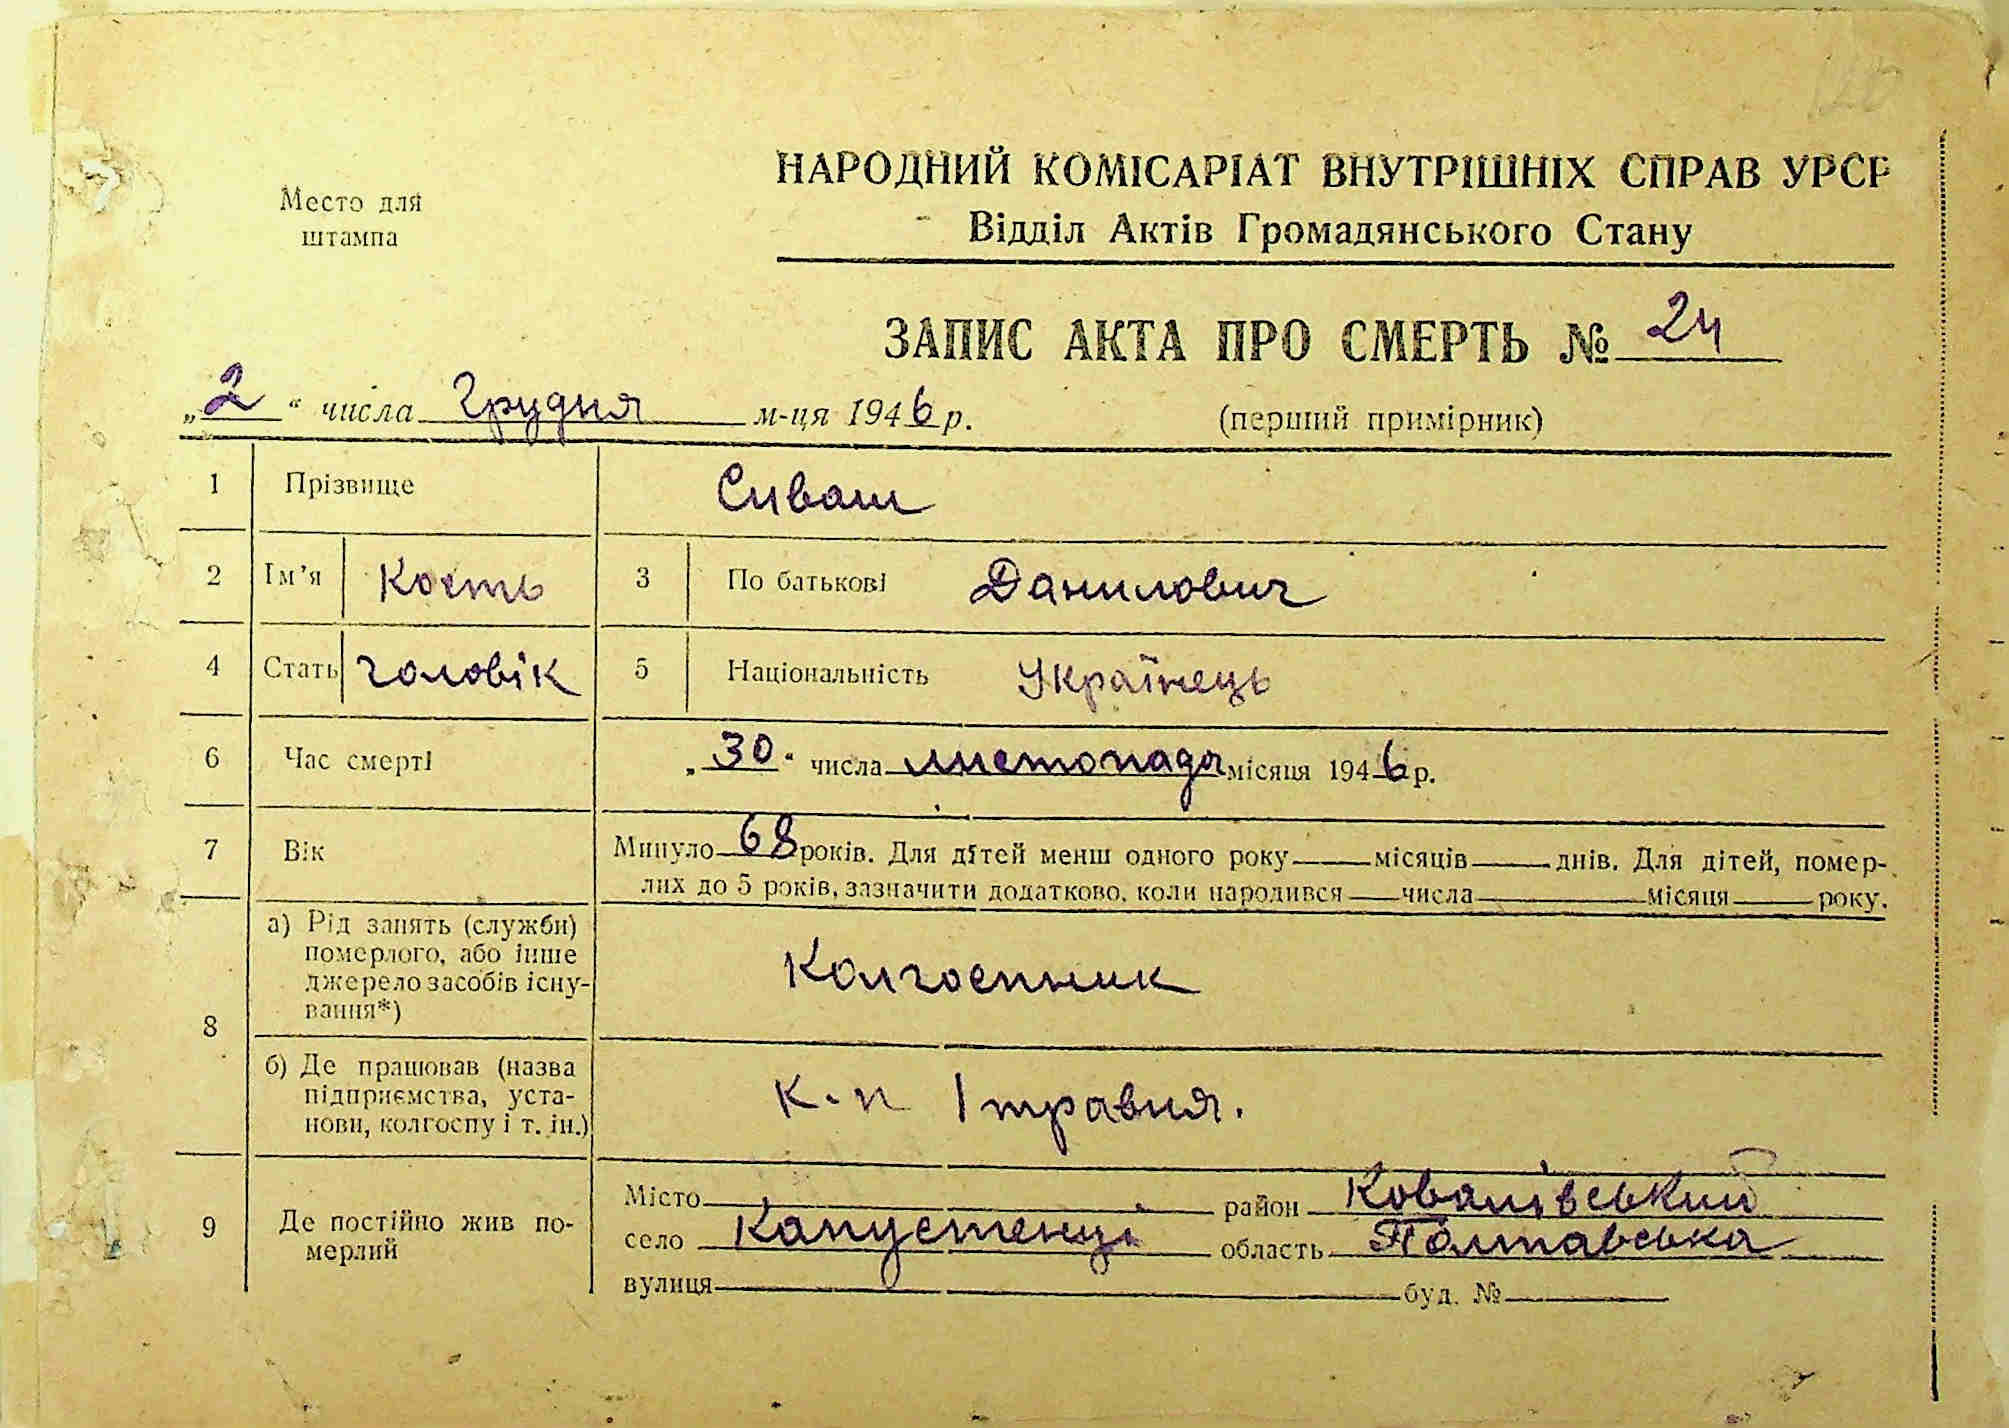 Место для
штампа
НАРОДНИЙ КОМІСАРІАТ ВНУТРІШНІХ СПРАВ УРСР
Відділ Актів Громадянського Стану
ЗАПИС АКТА ПРО СМЕРТЬ № 24
„2“ числа Грудня м-ця 1946 р.
(перший примірник)
1 Прізвище Сиваш
2 Ім'я Кость 3 По батькові Данилович
4 Стать чоловік 5 Національність Українець
6 Час смерті „30“ числа листопада місяця 1946 р.
7 Вік Минуло 68 років. Для дітей менш одного року місяців днів. Для дітей, помер-
лих до 5 років, зазначити додатково, коли народився числа місяця року.
8 а) Рід занять (служби)
померлого, або інше
джерело засобів існу-
вання*)
Колгоспник
б) Де працював (назва
підприємства, уста-
нови, колгоспу і т. ін.)
к-п 1 травня.
9 Де постійно жив по-
мерлий
Місто район Ковалівський
село Капустенці область Полтавська
вулиця буд. №